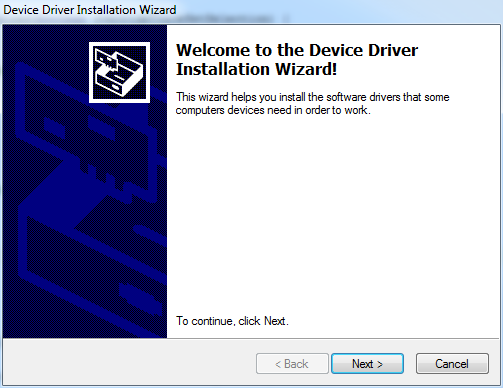 Device Driver Installation Wizard
Welcome to the Device Driver
Installation Wizard!
This wizard helps you install the software drivers that some
computers devices need in order to work.
To continue, click Next.
< Back
Next >
Cancel